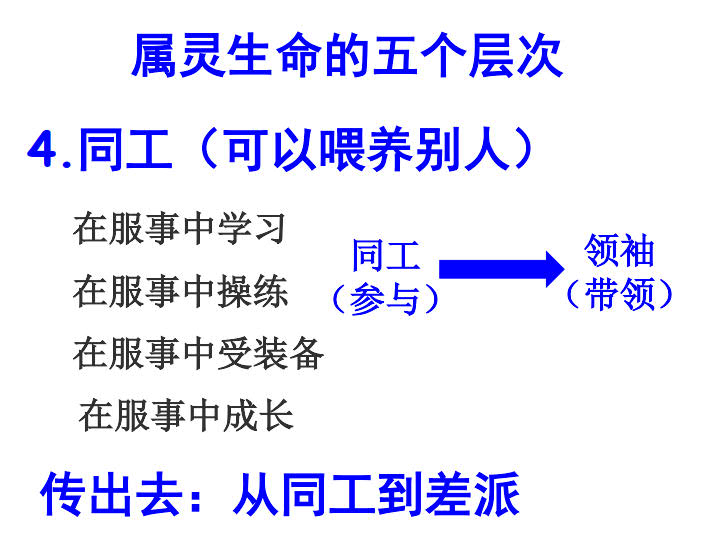 属灵生命的五个层次
4.同工（可以喂养别人）
在服事中学习
在服事中操练
在服事中受装备
在服事中成长
同工
（参与）
领袖
（带领）
传出去：从同工到差派